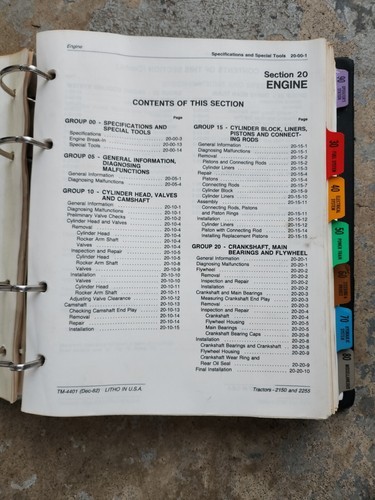 Engine
Specifications and Special Tools 20-00-1
Section 20
ENGINE
CONTENTS OF THIS SECTION
Page
GROUP 00 - SPECIFICATIONS AND
SPECIAL TOOLS
Specifications
Engine Break-In 20-00-3
Special Tools 20-00-13
20-00-14
GROUP 05 - GENERAL INFORMATION,
DIAGNOSING
MALFUNCTIONS
General Information 20-05-1
Diagnosing Malfunctions 20-05-4
GROUP 10 - CYLINDER HEAD, VALVES
AND CAMSHAFT
General Information 20-10-1
Diagnosing Malfunctions 20-10-1
Preliminary Valve Checks 20-10-2
Cylinder Head and Valves
Removal 20-10-4
Cylinder Head 20-10-4
Rocker Arm Shaft 20-10-4
Valves 20-10-4
Inspection and Repair 20-10-5
Cylinder Head 20-10-6
Rocker Arm Shaft 20-10-8
Valves 20-10-8
Installation 20-10-10
Valves 20-10-10
Cylinder Head 20-10-11
Rocker Arm Shaft 20-10-11
Adjusting Valve Clearance 20-10-12
Camshaft 20-10-13
Checking Camshaft End Play 20-10-13
Removal 20-10-13
Repair 20-10-14
Installation 20-10-15
Page
GROUP 15 - CYLINDER BLOCK, LINERS,
PISTONS AND CONNECT-
ING RODS
General Information 20-15-1
Diagnosing Malfunctions 20-15-1
Removal 20-15-2
Pistons and Connecting Rods 20-15-2
Cylinder Liners 20-15-3
Repair 20-15-4
Pistons 20-15-4
Connecting Rods 20-15-7
Cylinder Block 20-15-9
Cylinder Liners 20-15-9
Assembly 20-15-11
Connecting Rods, Pistons,
and Piston Rings 20-15-11
Installation 20-15-12
Cylinder Liners 20-15-12
Piston with Connecting Rod 20-15-14
Installing Replacement Pistons 20-15-15
GROUP 20 - CRANKSHAFT, MAIN
BEARINGS AND FLYWHEEL
General Information 20-20-1
Diagnosing Malfunctions 20-20-1
Flywheel 20-20-2
Removal 20-20-2
Inspection and Repair 20-20-2
Installation 20-20-2
Crankshaft and Main Bearings 20-20-3
Measuring Crankshaft End Play 20-20-3
Removal 20-20-3
Inspection and Repair 20-20-4
Crankshaft 20-20-4
Flywheel Housing 20-20-5
Main Bearings 20-20-5
Crankshaft Bearing Caps 20-20-5
Installation 20-20-8
Crankshaft Bearings and Crankshaft 20-20-8
Flywheel Housing 20-20-8
Crankshaft Wear Ring and
Rear Oil Seal 20-20-9
Final Installation 20-20-10
TM-4401 (Dec-82) LITHO IN U.S.A.
Tractors - 2150 and 2255
90
30
40
50
60
70
80